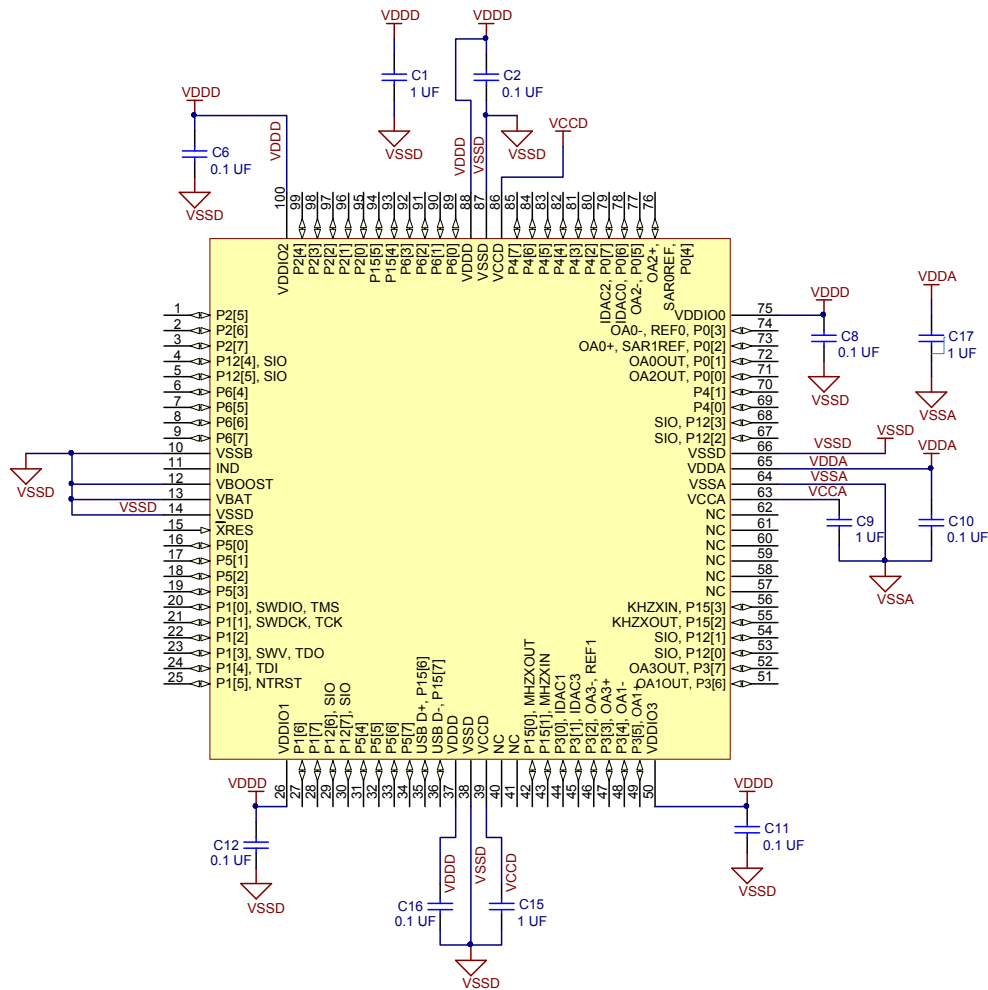 VDDD
VDDD
C1
1 UF
C2
0.1 UF
VDDD
VCCD
C6
0.1 UF
VDDD
VDDD
VSSD
VSSD
VSSD
VSSD
100
99
98
97
96
95
94
93
92
91
90
89
88
87
86
85
84
83
82
81
80
79
78
77
76
VDDIO2
P2[4]
P2[3]
P2[2]
P2[1]
P2[0]
P15[5]
P15[4]
P6[3]
P6[2]
P6[1]
P6[0]
VDDD
VSSD
VCCD
P4[7]
P4[6]
P4[5]
P4[4]
P4[3]
P4[2]
IDAC2, P0[7]
IDAC0, P0[6]
OA2-, P0[5]
OA2+,
SAR0REF,
P0[4]
1 P2[5]
2 P2[6]
3 P2[7]
4 P12[4], SIO
5 P12[5], SIO
6 P6[4]
7 P6[5]
8 P6[6]
9 P6[7]
10 VSSB
11 IND
12 VBOOST
13 VBAT
VSSD 14 VSSD
15 XRES
16 P5[0]
17 P5[1]
18 P5[2]
19 P5[3]
20 P1[0], SWDIO, TMS
21 P1[1], SWDCK, TCK
22 P1[2]
23 P1[3], SWV, TDO
24 P1[4], TDI
25 P1[5], NTRST
VSSD
VDDIO0 75
OA0-, REF0, P0[3] 74
OA0+, SAR1REF, P0[2] 73
OA0OUT, P0[1] 72
OA2OUT, P0[0] 71
P4[1] 70
P4[0] 69
SIO, P12[3] 68
SIO, P12[2] 67
VSSD 66 VSSD
VDDA 65 VDDA
VSSA 64 VSSA
VCCA 63 VCCA
NC 62
NC 61
NC 60
NC 59
NC 58
NC 57
KHZXIN, P15[3] 56
KHZXOUT, P15[2] 55
SIO, P12[1] 54
SIO, P12[0] 53
OA3OUT, P3[7] 52
OA1OUT, P3[6] 51
VDDD
C8
0.1 UF
VSSD
VDDA
C17
1 UF
VSSA
VSSD
VDDA
C9
1 UF
C10
0.1 UF
VSSA
VDDIO1
P1[6]
P1[7]
P12[6], SIO
P12[7], SIO
P5[4]
P5[5]
P5[6]
P5[7]
USB D+, P15[6]
USB D-, P15[7]
VDDD
VSSD
VCCD
NC
NC
P15[0], MHZXOUT
P15[1], MHZXIN
P3[0], IDAC1
P3[1], IDAC3
P3[2], OA3-, REF1
P3[3], OA3+
P3[4], OA1-
P3[5], OA1+
VDDIO3
26
27
28
29
30
31
32
33
34
35
36
37
38
39
40
41
42
43
44
45
46
47
48
49
50
VDDD
C12
0.1 UF
VSSD
VDDD
VSSD
VCCD
C16
0.1 UF
C15
1 UF
VSSD
VDDD
C11
0.1 UF
VSSD